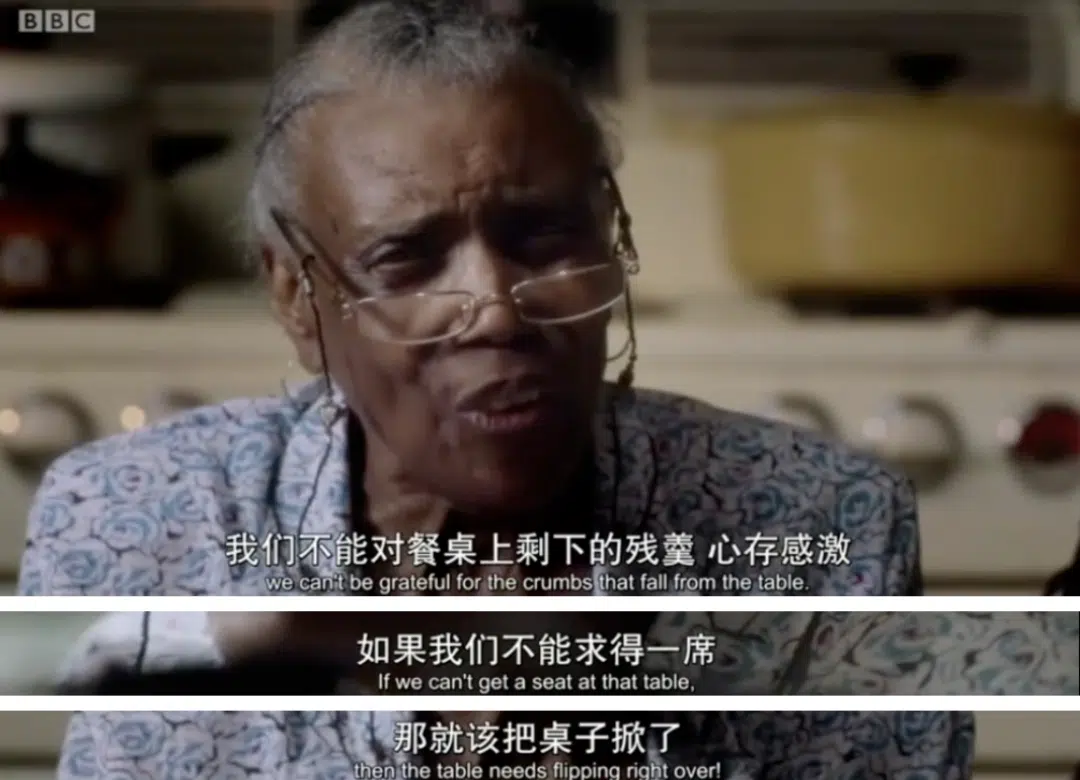 BBC
我们不能对餐桌上剩下的残羹 心存感激
we can't be grateful for the crumbs that fall from the table.
如果我们不能求得一席
If we can't get a seat at that table,
那就该把桌子掀了
then the table needs flipping right over!